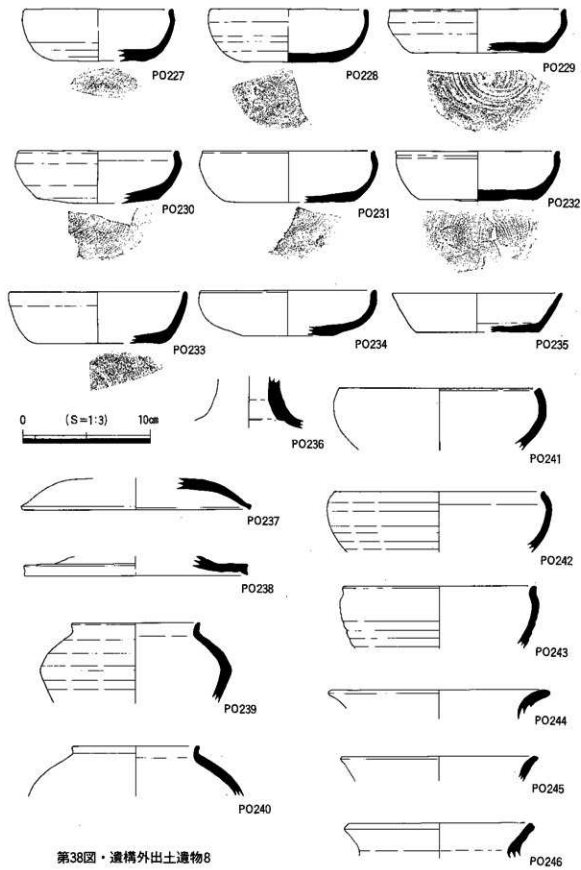 PO227
PO228
PO229
PO230
PO231
PO232
PO233
PO234
PO235
0 (S=1:3) 10㎝
PO236
PO241
PO237
PO238
PO242
PO239
PO243
PO244
PO240
PO245
PO246
第38図・遺構外出土遺物8